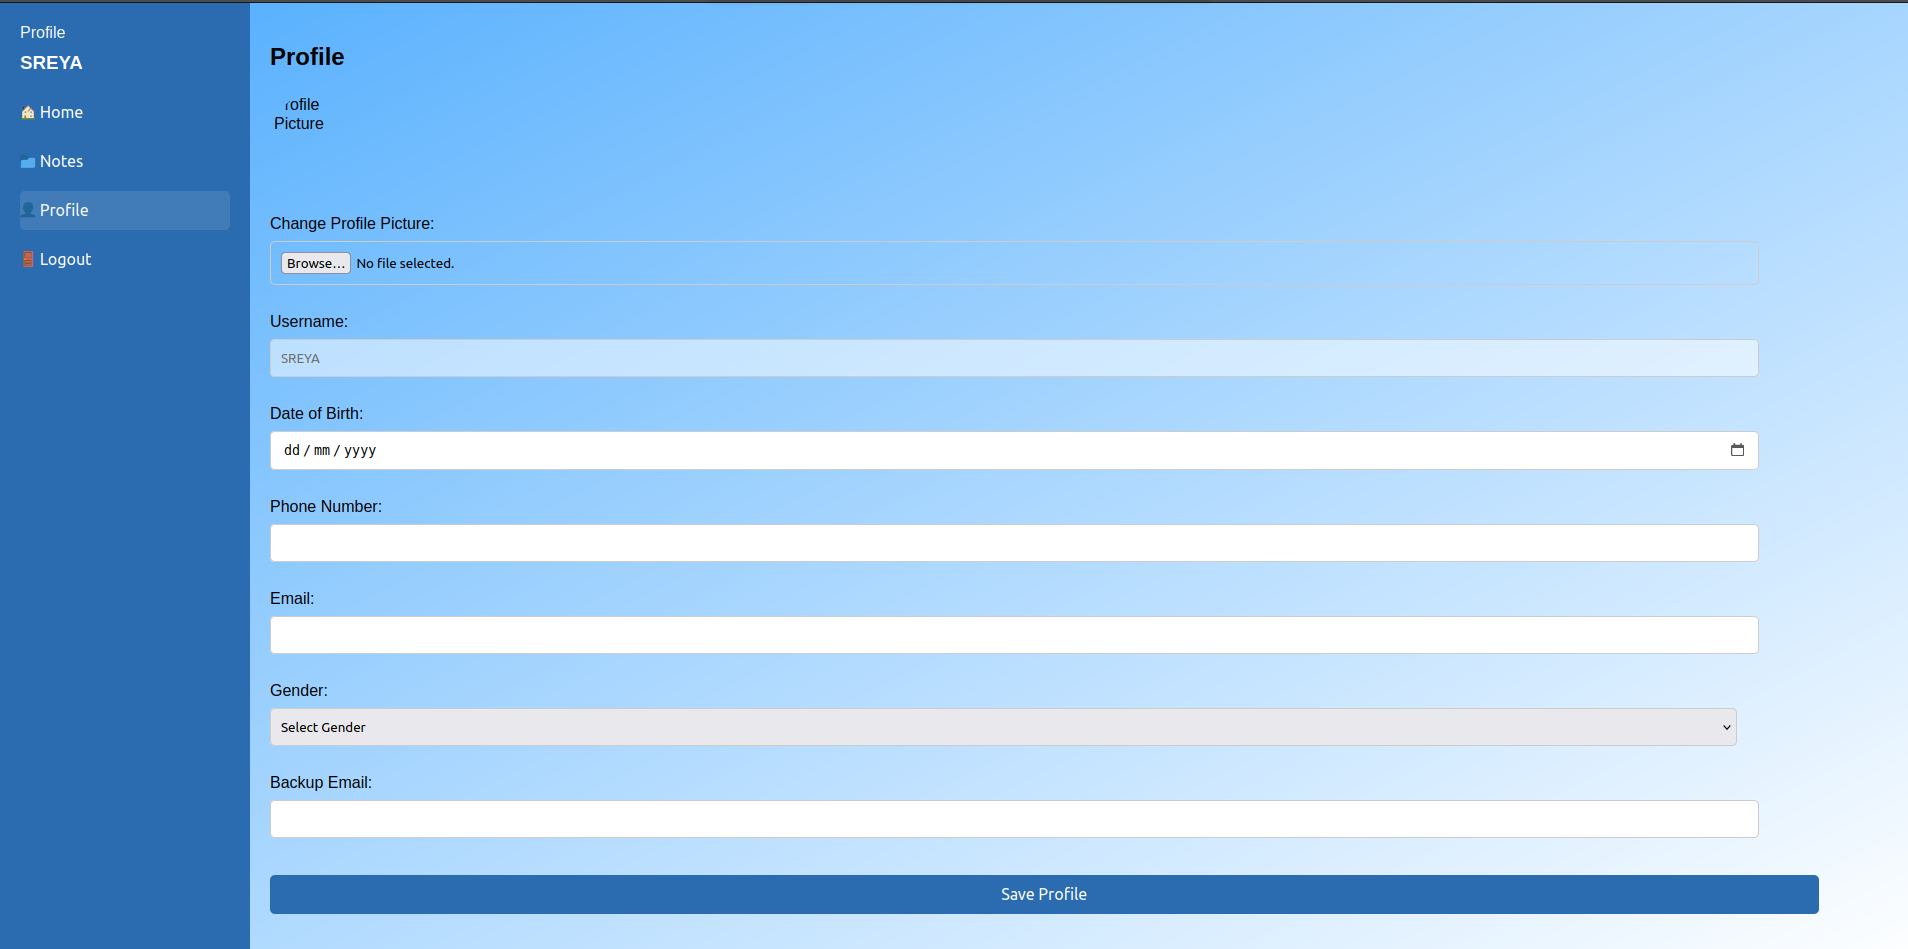 Profile
SREYA
Home
Notes
Profile
Logout
Profile
rofile
Picture
Change Profile Picture:
Browse... No file selected.
Username:
SREYA
Date of Birth:
dd / mm / yyyy
Phone Number:
Email:
Gender:
Select Gender
Backup Email:
Save Profile